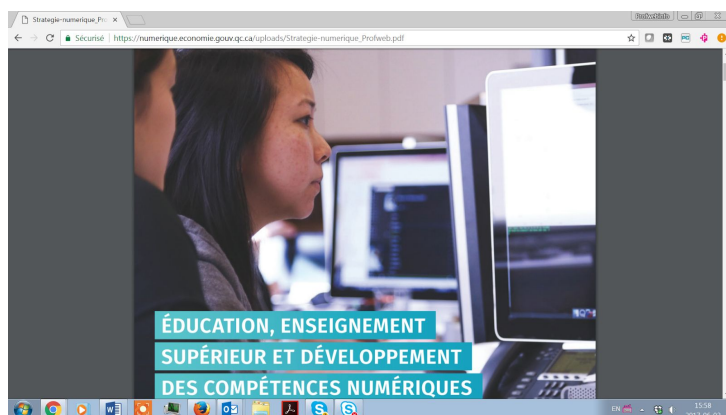 Strategie-numerique_Pro
Sécurisé | https://numerique.economie.gouv.qc.ca/uploads/Strategie-numerique_Profweb.pdf
ÉDUCATION, ENSEIGNEMENT
SUPÉRIEUR ET DÉVELOPPEMENT
DES COMPÉTENCES NUMÉRIQUES
EN
15:58